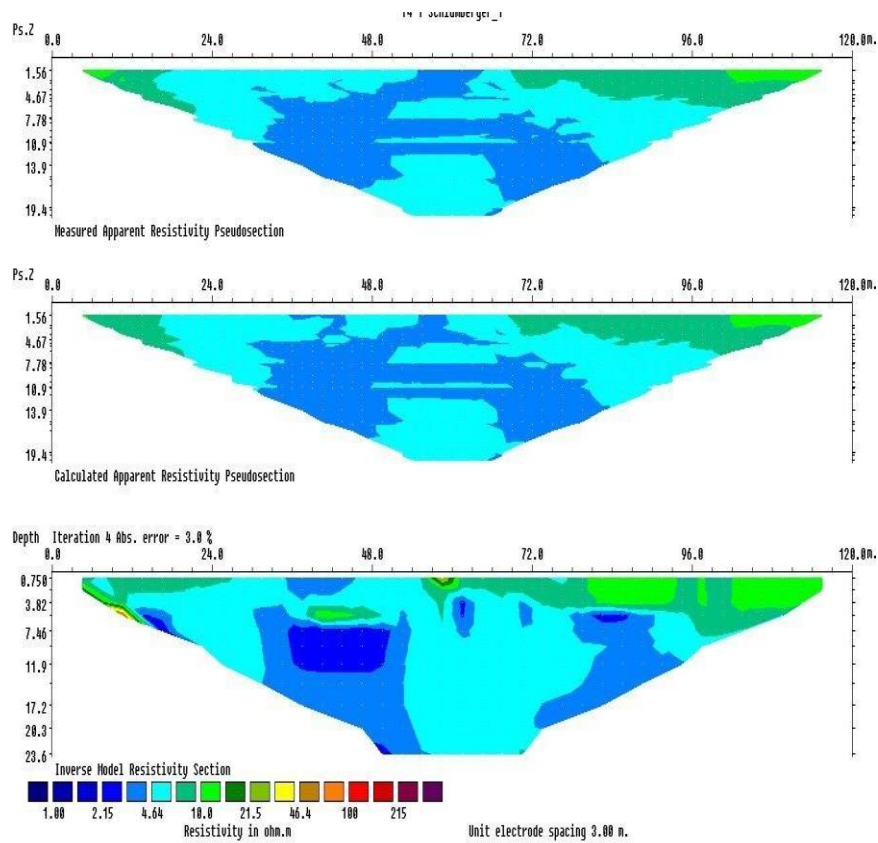 Schlumberger_1
Ps.Z 0.0 24.0 48.0 72.0 96.0 120.0m.
1.56
4.67
7.78
10.9
13.9
19.4
Measured Apparent Resistivity Pseudosection
Ps.Z 0.0 24.0 48.0 72.0 96.0 120.0m.
1.56
4.67
7.78
10.9
13.9
19.4
Calculated Apparent Resistivity Pseudosection
Depth Iteration 4 Abs. error = 3.0 %
0.0 24.0 48.0 72.0 96.0 120.0m.
0.750
3.82
7.46
11.9
17.2
20.3
23.6
Inverse Model Resistivity Section
1.00 2.15 4.64 10.0 21.5 46.4 100 215
Resistivity in ohm.m Unit electrode spacing 3.00 m.